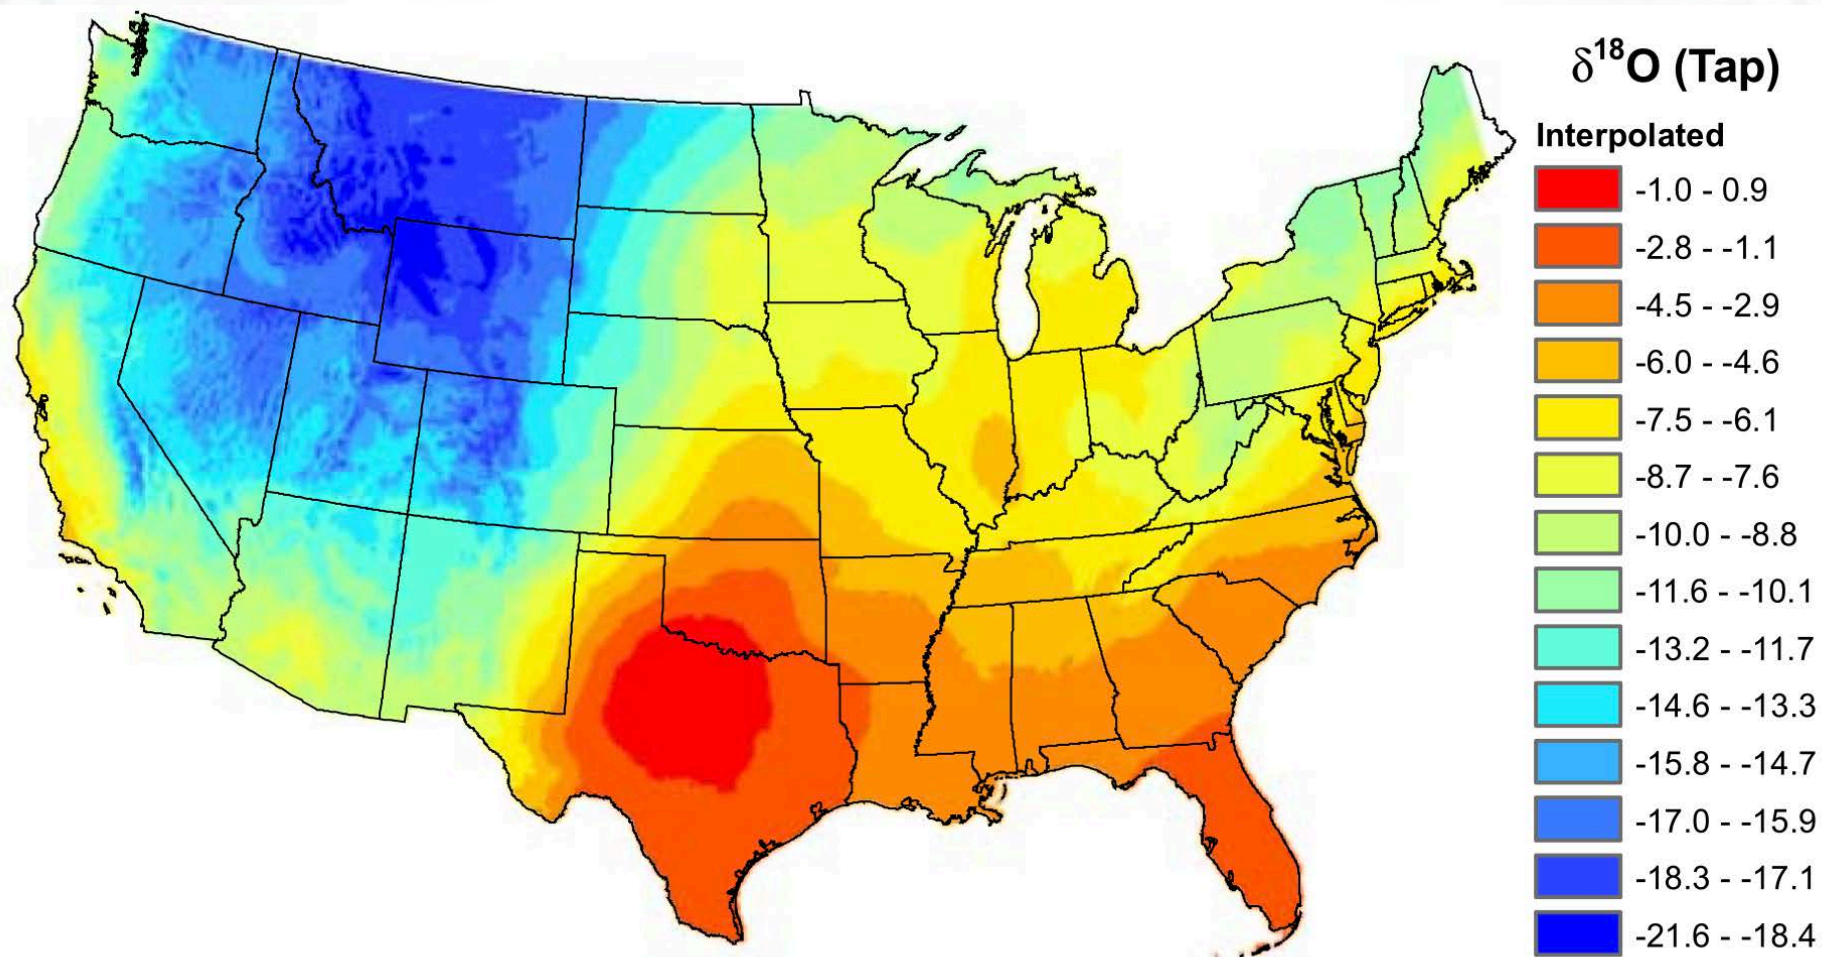 δ¹⁸O (Tap)
Interpolated
-1.0 - 0.9
-2.8 - -1.1
-4.5 - -2.9
-6.0 - -4.6
-7.5 - -6.1
-8.7 - -7.6
-10.0 - -8.8
-11.6 - -10.1
-13.2 - -11.7
-14.6 - -13.3
-15.8 - -14.7
-17.0 - -15.9
-18.3 - -17.1
-21.6 - -18.4